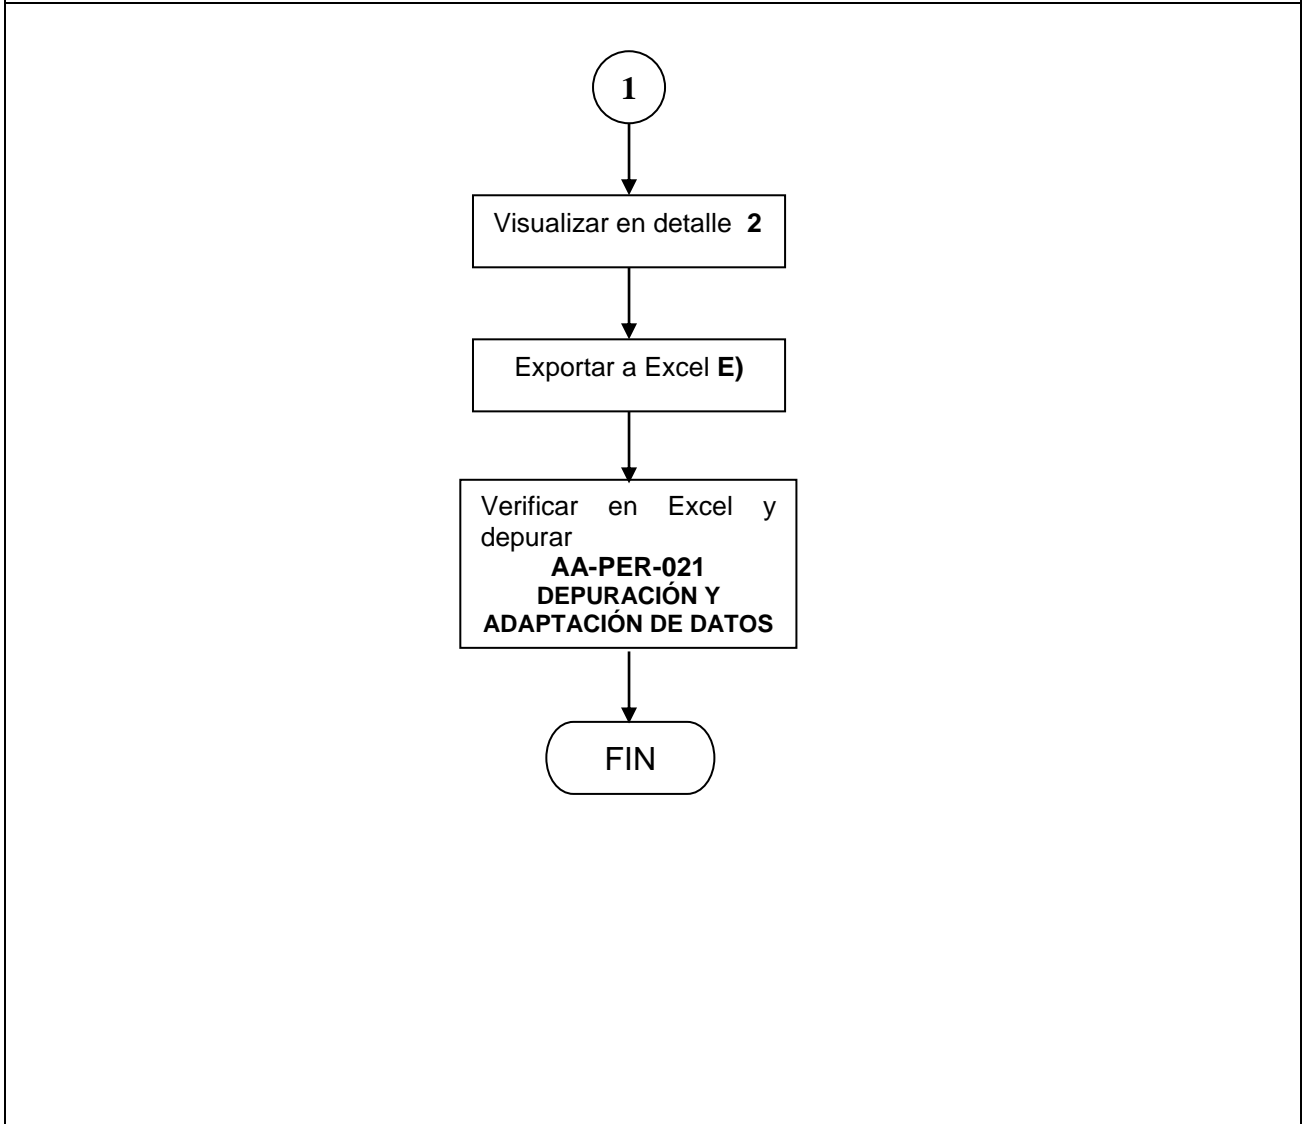 1
Visualizar en detalle 2
Exportar a Excel E)
Verificar en Excel y
depurar
AA-PER-021
DEPURACIÓN Y
ADAPTACIÓN DE DATOS
FIN